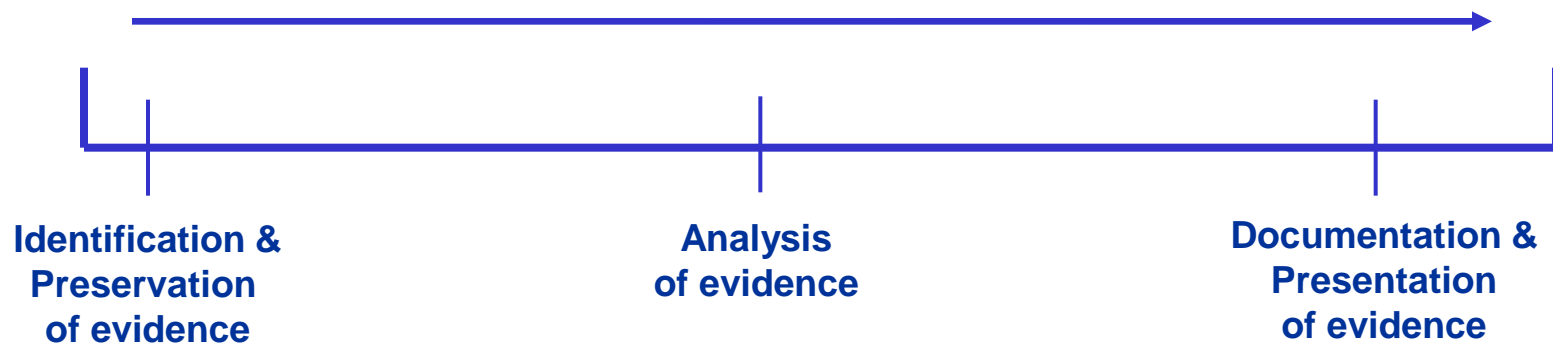 Identification &
Preservation
of evidence
Analysis
of evidence
Documentation &
Presentation
of evidence